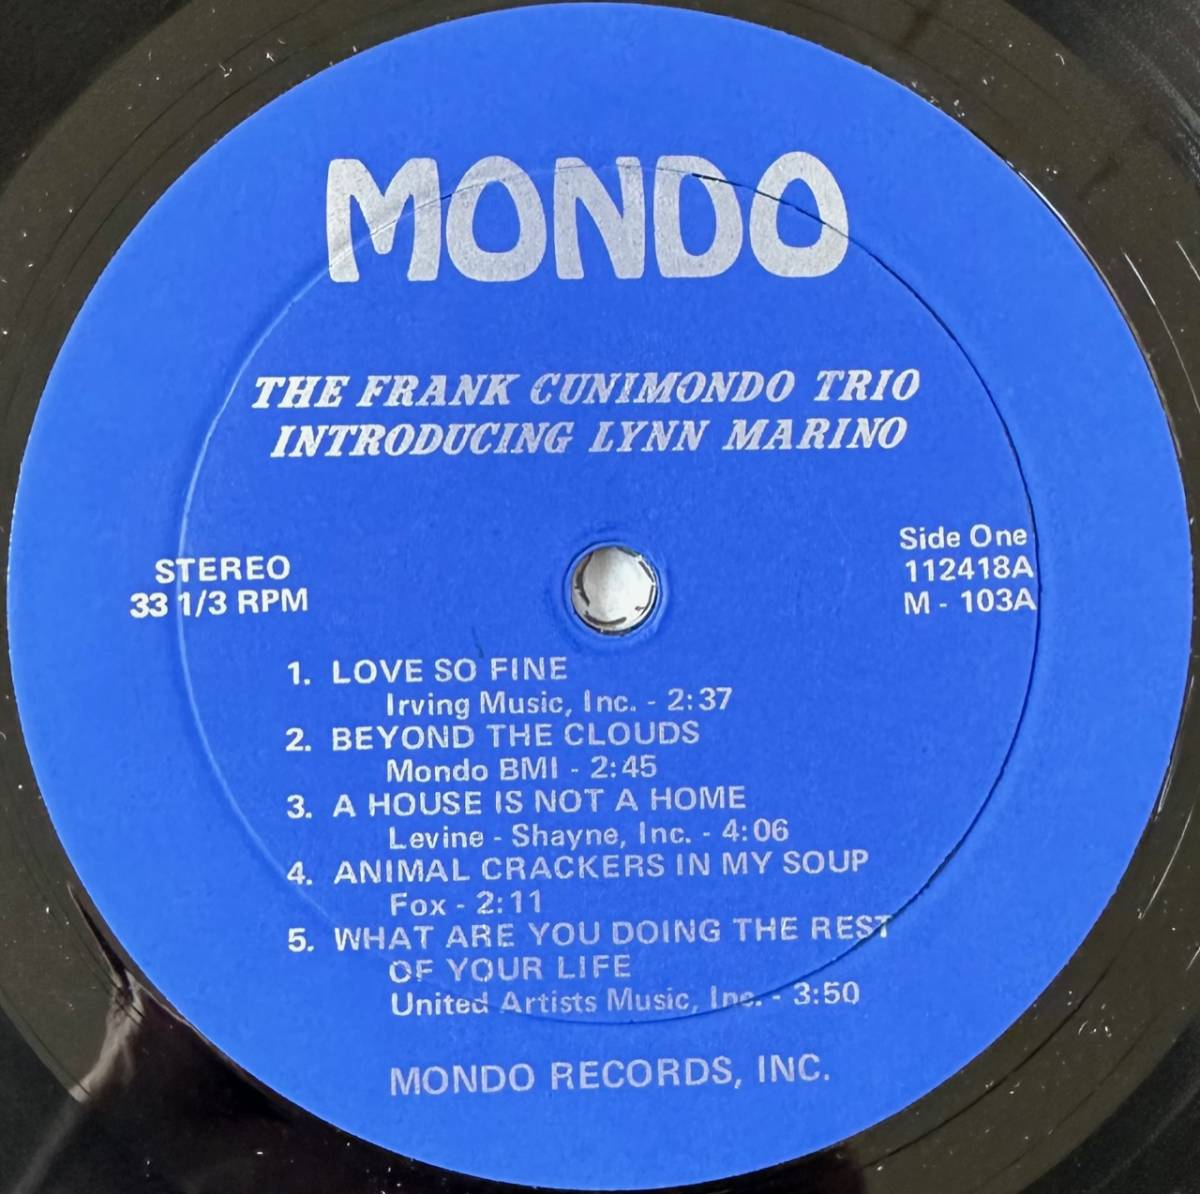 MONDO
THE FRANK CUNIMONDO TRIO
INTRODUCING LYNN MARINO
STEREO
33 1/3 RPM
Side One
112418A
M - 103A
1. LOVE SO FINE
Irving Music, Inc. - 2:37
2. BEYOND THE CLOUDS
Mondo BMI - 2:45
3. A HOUSE IS NOT A HOME
Levine - Shayne, Inc. - 4:06
4. ANIMAL CRACKERS IN MY SOUP
Fox - 2:11
5. WHAT ARE YOU DOING THE REST
OF YOUR LIFE
United Artists Music, Inc. - 3:50
MONDO RECORDS, INC.